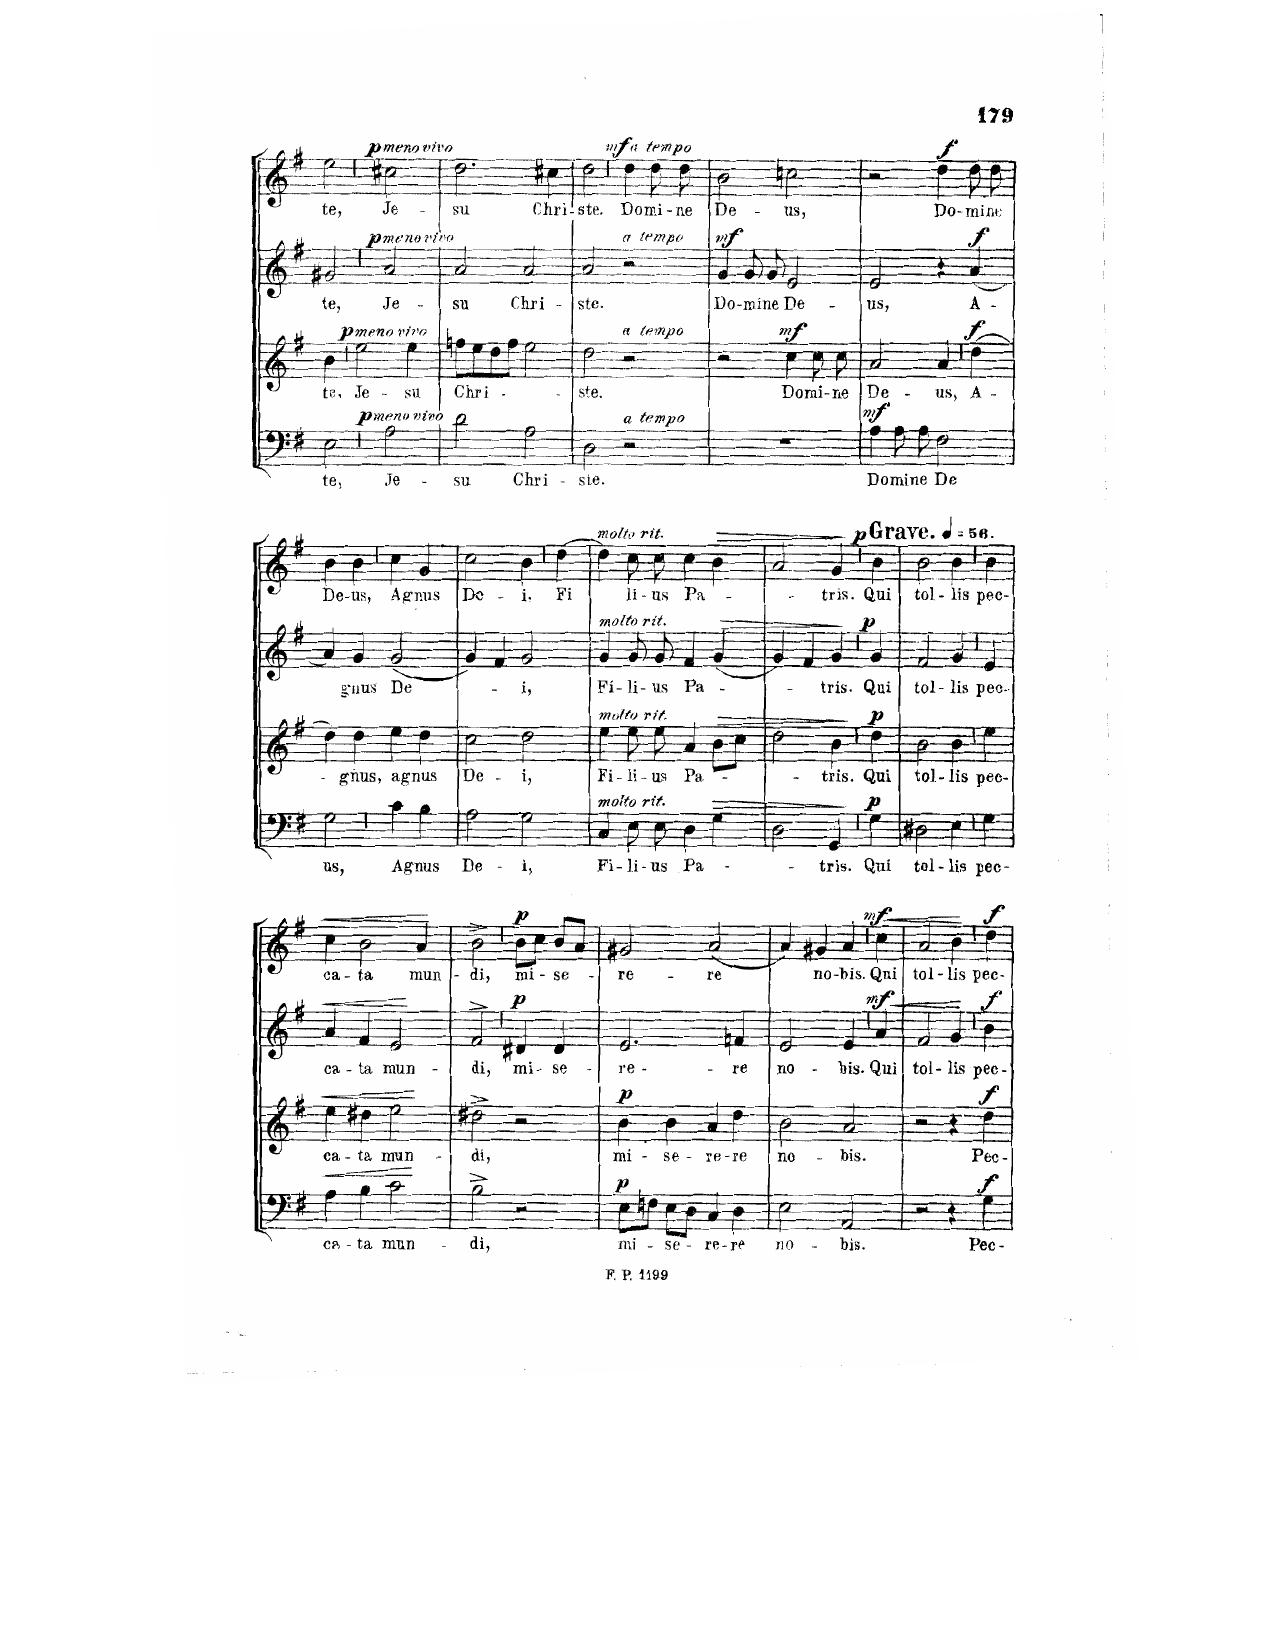 179
p meno vivo mf a tempo f
te, Je - su Chri - ste. Domi - ne De - us, Do - mine
p meno vivo a tempo mf f
te, Je - su Chri - ste. Do - mine De - us, A -
p meno vivo a tempo mf f
te, Je - su Chri - ste. Domi - ne De - us, A -
p meno vivo a tempo mf
te, Je - su Chri - ste. Domine De
molto rit. p Grave. ♩ = 56.
De - us, Agnus De - i, Fi li - us Pa - tris. Qui tol - lis pec-
molto rit. p
gnus De - i, Fi - li - us Pa - tris. Qui tol - lis pec-
molto rit. p
- gnus, agnus De - i, Fi - li - us Pa - tris. Qui tol - lis pec-
molto rit. p
us, Agnus De - i, Fi - li - us Pa - tris. Qui tol - lis pec-
p mf f
ca - ta mun - di, mi - se - re - re no - bis. Qui tol - lis pec-
p mf f
ca - ta mun - di, mi - se - re - re no - bis. Qui tol - lis pec-
p f
ca - ta mun - di, mi - se - re - re no - bis. Pec-
p f
ca - ta mun - di, mi - se - re - re no - bis. Pec-
F. P. 1199